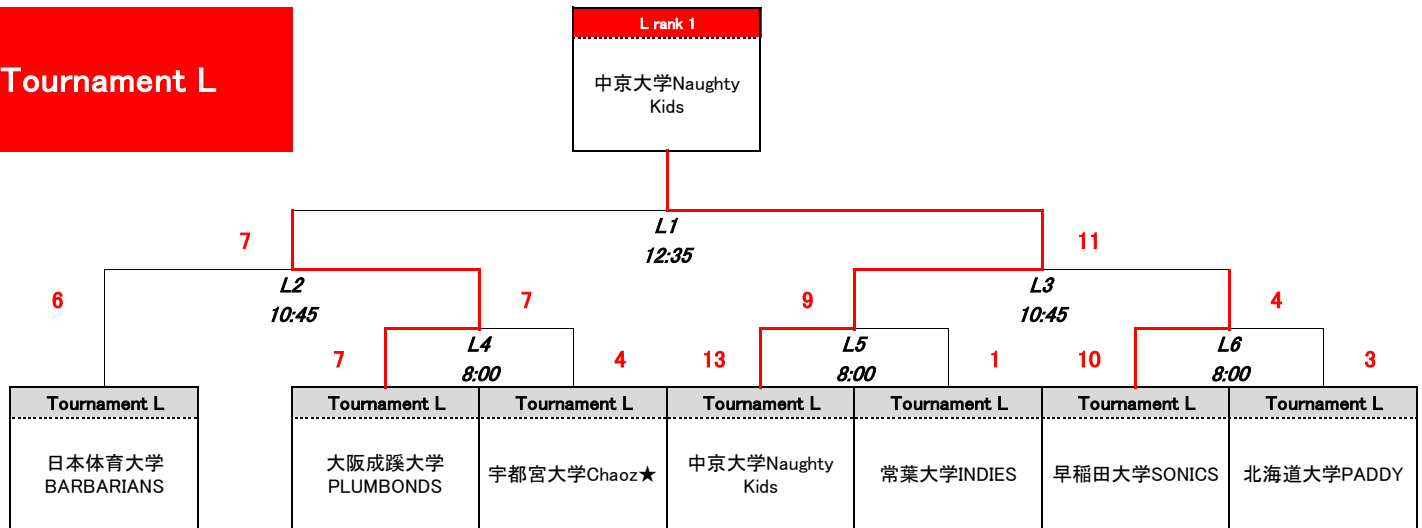 L rank 1
Tournament L
中京大学Naughty
Kids
L1
7
11
12:35
L2
L3
6
7
9
4
10:45
10:45
L4
L5
L6
7
4
13
1
10
3
8:00
8:00
8:00
Tournament L
Tournament L
Tournament L
Tournament L
Tournament L
Tournament L
Tournament L
日本体育大学
BARBARIANS
大阪成蹊大学
PLUMBONDS
宇都宮大学Chaoz★
中京大学Naughty
Kids
常葉大学INDIES
早稲田大学SONICS
北海道大学PADDY